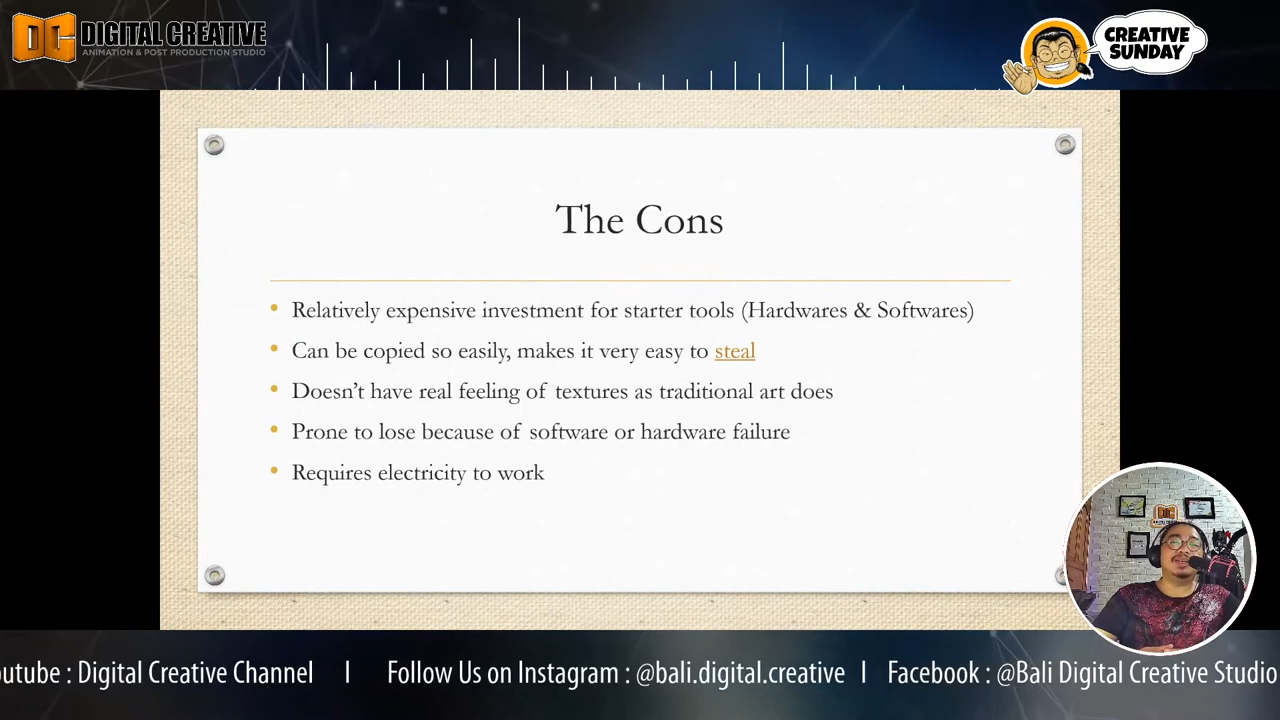 DIGITAL CREATIVE
ANIMATION & POST PRODUCTION STUDIO
CREATIVE
SUNDAY
The Cons
• Relatively expensive investment for starter tools (Hardwares & Softwares)
• Can be copied so easily, makes it very easy to steal
• Doesn't have real feeling of textures as traditional art does
• Prone to lose because of software or hardware failure
• Requires electricity to work
outube : Digital Creative Channel I Follow Us on Instagram : @bali.digital.creative I Facebook : @Bali Digital Creative Studio